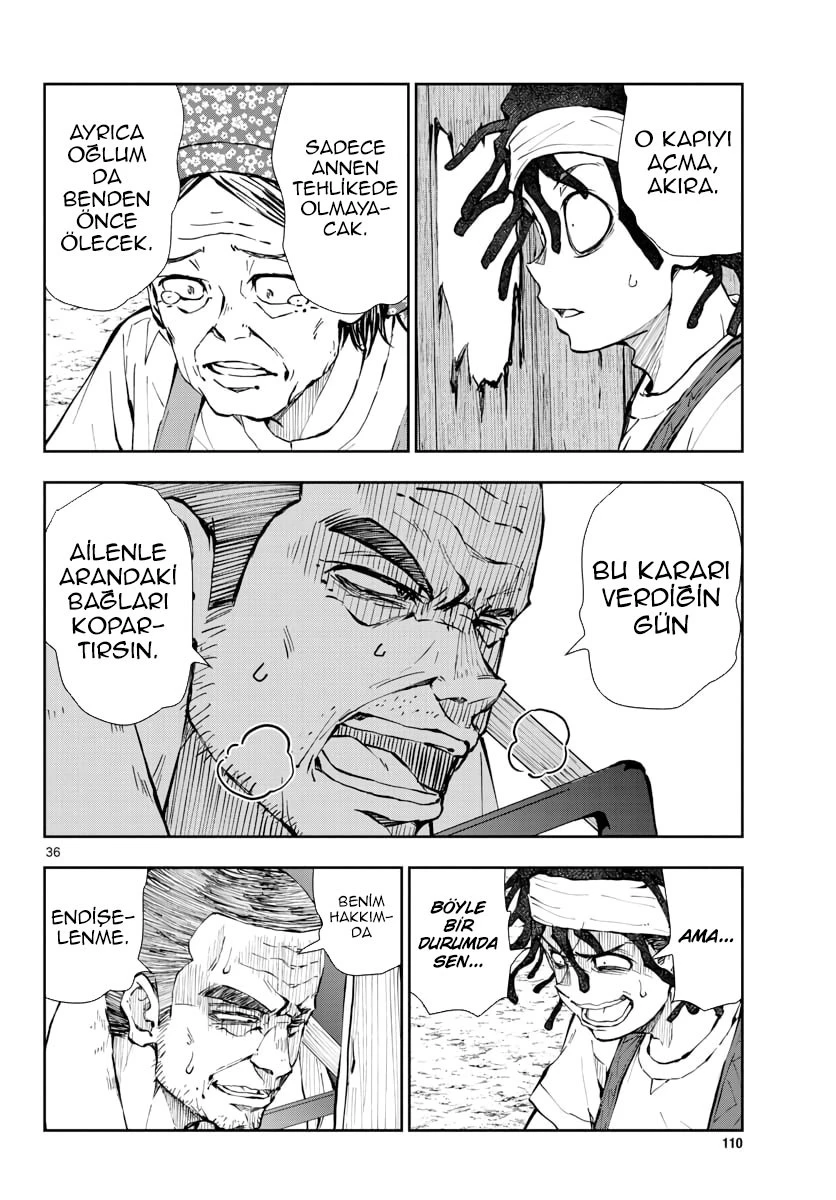 O KAPIYI
AÇMA,
AKIRA.
SADECE
ANNEN
TEHLİKEDE
OLMAYA-
CAK.
AYRICA
OĞLUM
DA
BENDEN
ÖNCE
ÖLECEK.
BU KARARI
VERDİĞİN
GÜN
AİLENLE
ARANDAKİ
BAĞLARI
KOPAR-
TIRSIN.
36
AMA...
BÖYLE
BİR
DURUMDA
SEN...
BENİM
HAKKIM-
DA
ENDİŞE-
LENME.
110